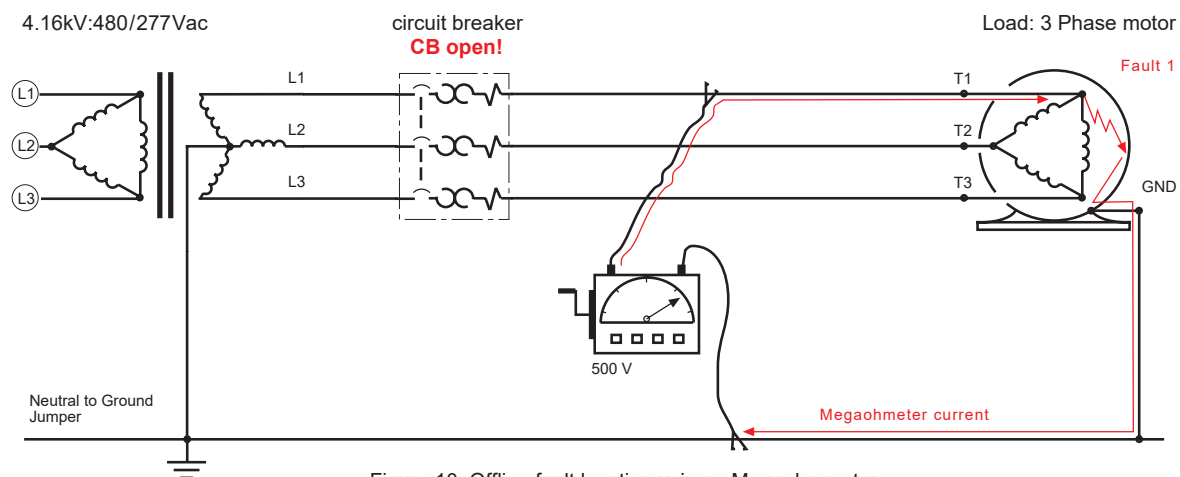 4.16kV:480/277Vac
circuit breaker
CB open!
Load: 3 Phase motor
Fault 1
L1
L1
T1
L2
L2
T2
L3
L3
T3
GND
500 V
Neutral to Ground
Jumper
Megaohmeter current